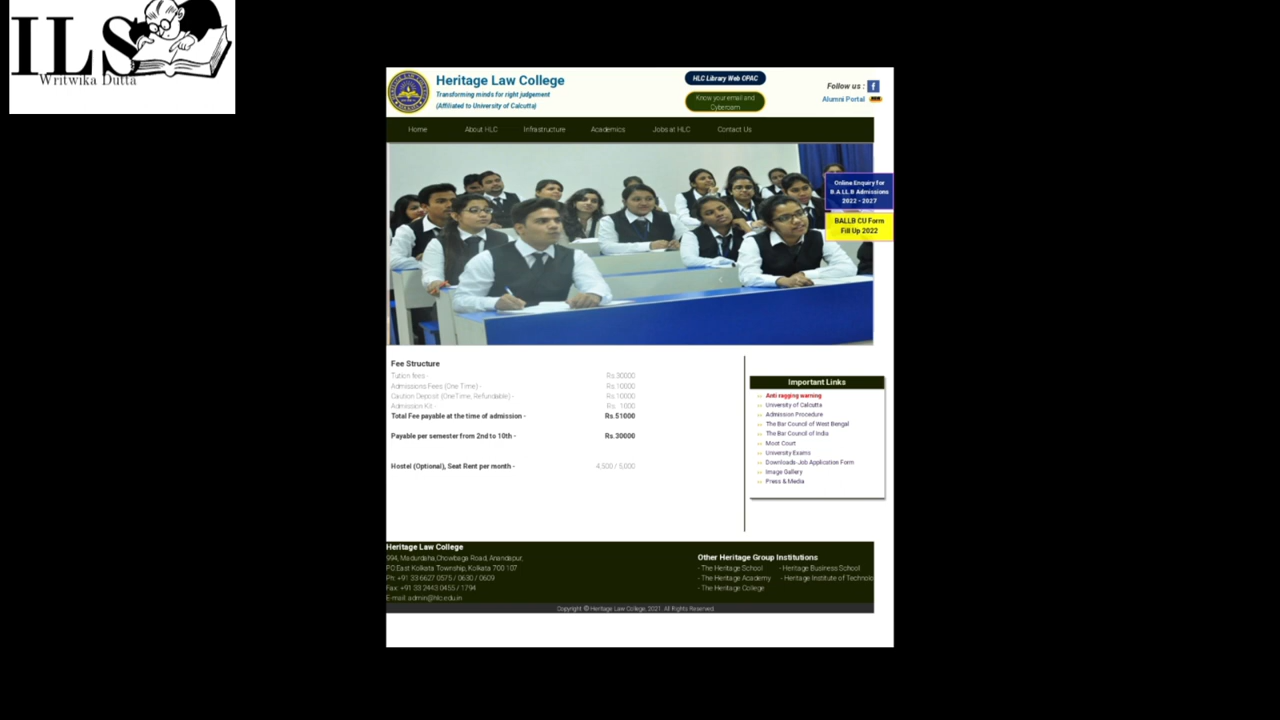 ILS
Writwika Dutta
Heritage Law College
Transforming minds for right judgement
(Affiliated to University of Calcutta)
HLC Library Web OPAC
Know your email and
Cyberoam
Follow us :
Alumni Portal
Home About HLC Infrastructure Academics Jobs at HLC Contact Us
Online Enquiry for
B.A.LL.B Admissions
2022 - 2027
BALLB CU Form
Fill Up 2022
Fee Structure
Tution fees - Rs.30000
Admissions Fees (One Time) - Rs.10000
Caution Deposit (OneTime, Refundable) - Rs.10000
Admission Kit - Rs. 1000
Total Fee payable at the time of admission - Rs.51000
Payable per semester from 2nd to 10th - Rs.30000
Hostel (Optional), Seat Rent per month - 4,500 / 5,000
Important Links
Anti ragging warning
University of Calcutta
Admission Procedure
The Bar Council of West Bengal
The Bar Council of India
Moot Court
University Exams
Downloads-Job Application Form
Image Gallery
Press & Media
Heritage Law College
994, Madurdaha,Chowbaga Road, Anandapur,
P.O.East Kolkata Township, Kolkata 700 107
Ph: +91 33 6627 0575 / 0630 / 0609
Fax: +91 33 2443 0455 / 1794
E-mail: admin@hlc.edu.in
Other Heritage Group Institutions
- The Heritage School - Heritage Business School
- The Heritage Academy - Heritage Institute of Technolo
- The Heritage College
Copyright © Heritage Law College, 2021. All Rights Reserved